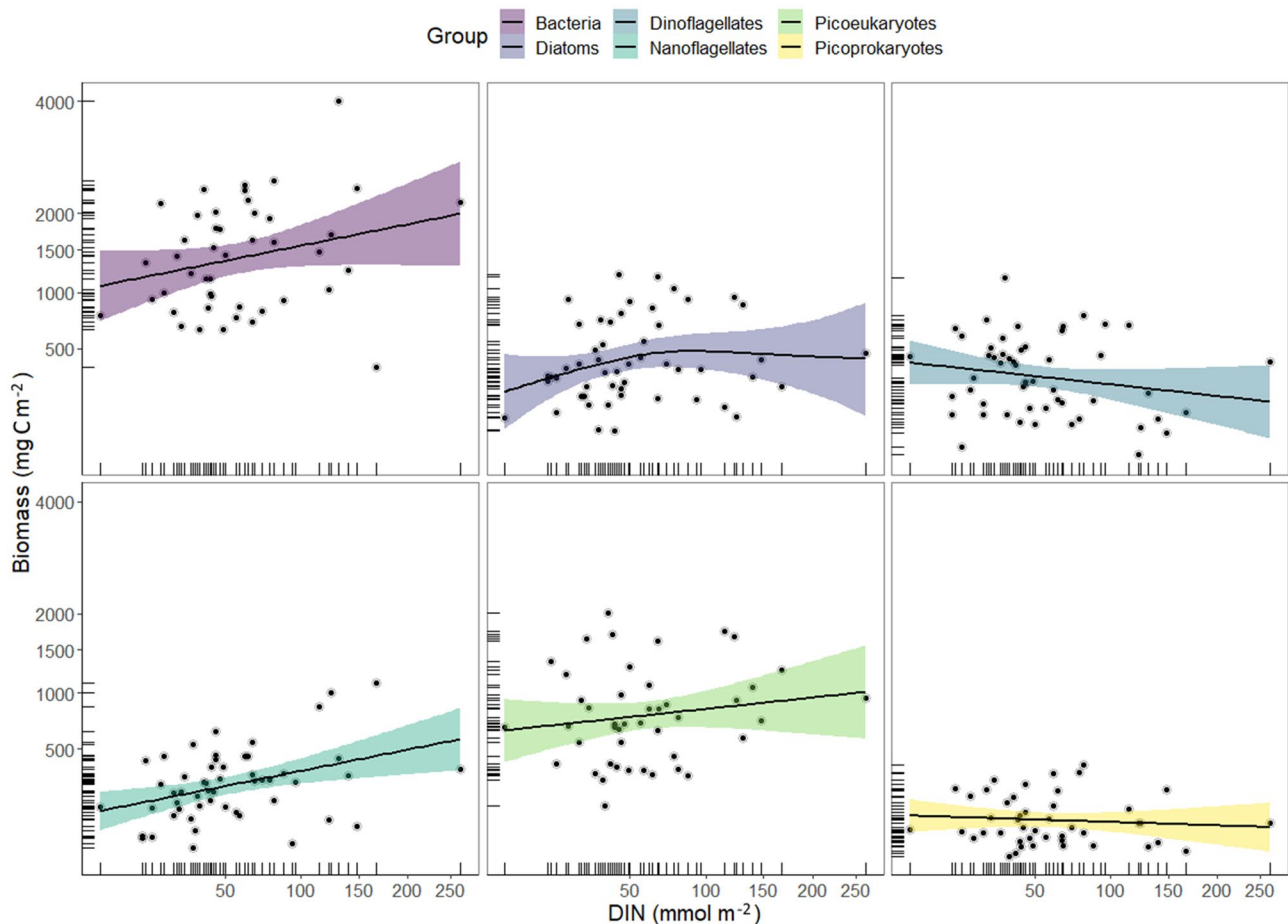 Group
Bacteria Dinoflagellates Picoeukaryotes
Diatoms Nanoflagellates Picoprokaryotes
Biomass (mg C m⁻²)
4000
2000
1500
1000
500
4000
2000
1500
1000
500
50 100 150 200 250 50 100 150 200 250 50 100 150 200 250
DIN (mmol m⁻²)